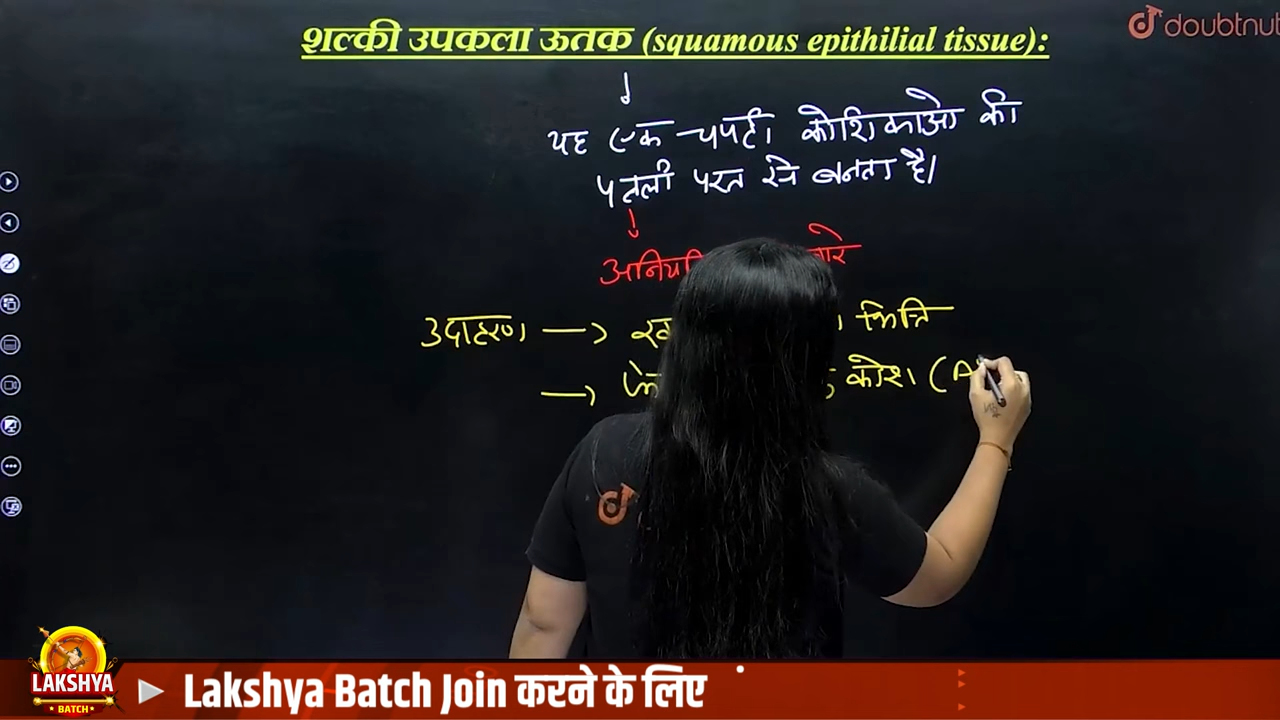 शल्की उपकला ऊतक (squamous epithilial tissue):
doubtnut
यह एक चपटी कोशिकाओ की
पतली परत से बनता है।
उदाहरण → भित्ति
→ कोश (A
LAKSHYA
BATCH
Lakshya Batch Join करने के लिए